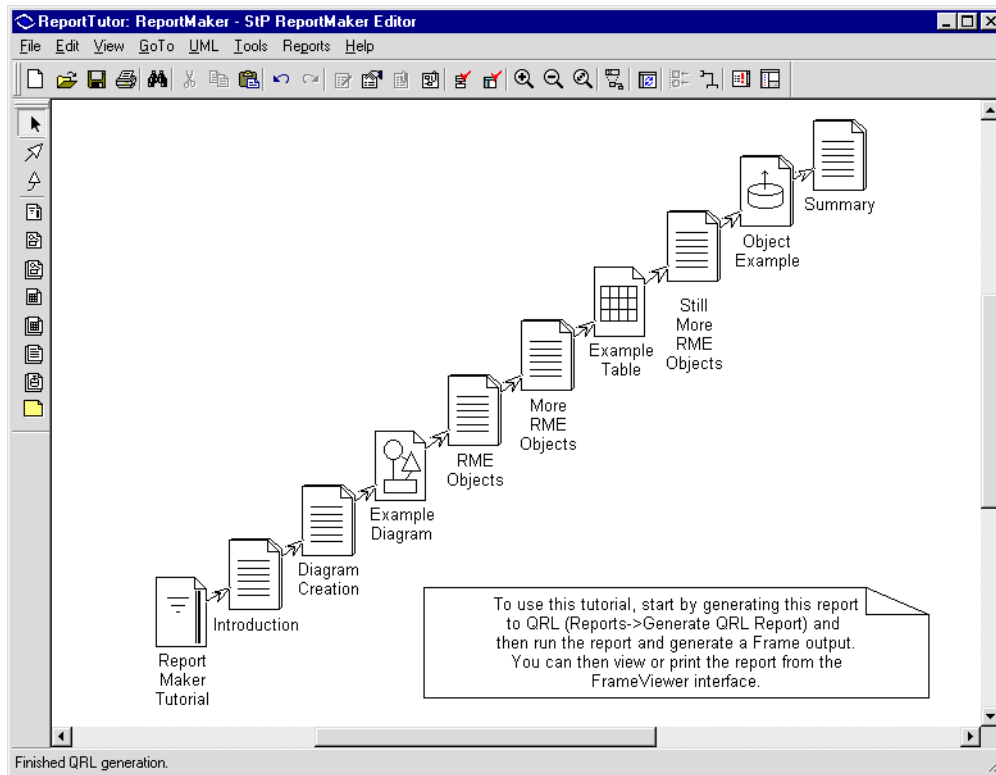 ReportTutor: ReportMaker - StP ReportMaker Editor
File Edit View GoTo UML Tools Reports Help
Summary
Object
Example
Still
More
RME
Objects
Example
Table
More
RME
Objects
RME
Objects
Example
Diagram
Diagram
Creation
Introduction
Report
Maker
Tutorial
To use this tutorial, start by generating this report
to QRL (Reports->Generate QRL Report) and
then run the report and generate a Frame output.
You can then view or print the report from the
FrameViewer interface.
Finished QRL generation.